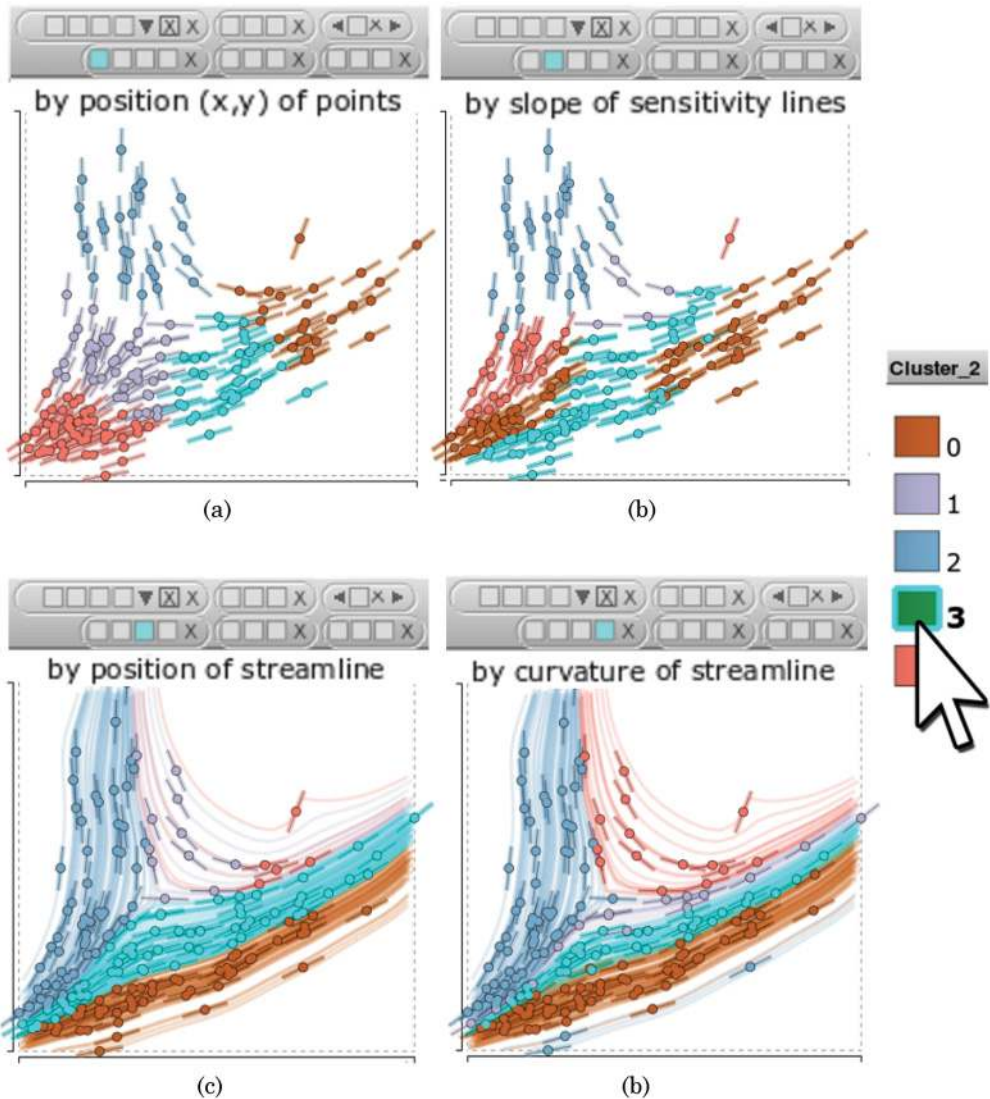 X X X X
X X X
by position (x,y) of points
(a)
X X X X
X X X
by slope of sensitivity lines
(b)
Cluster_2
0
1
2
3
X X X X
X X X
by position of streamline
(c)
X X X X
X X X
by curvature of streamline
(b)